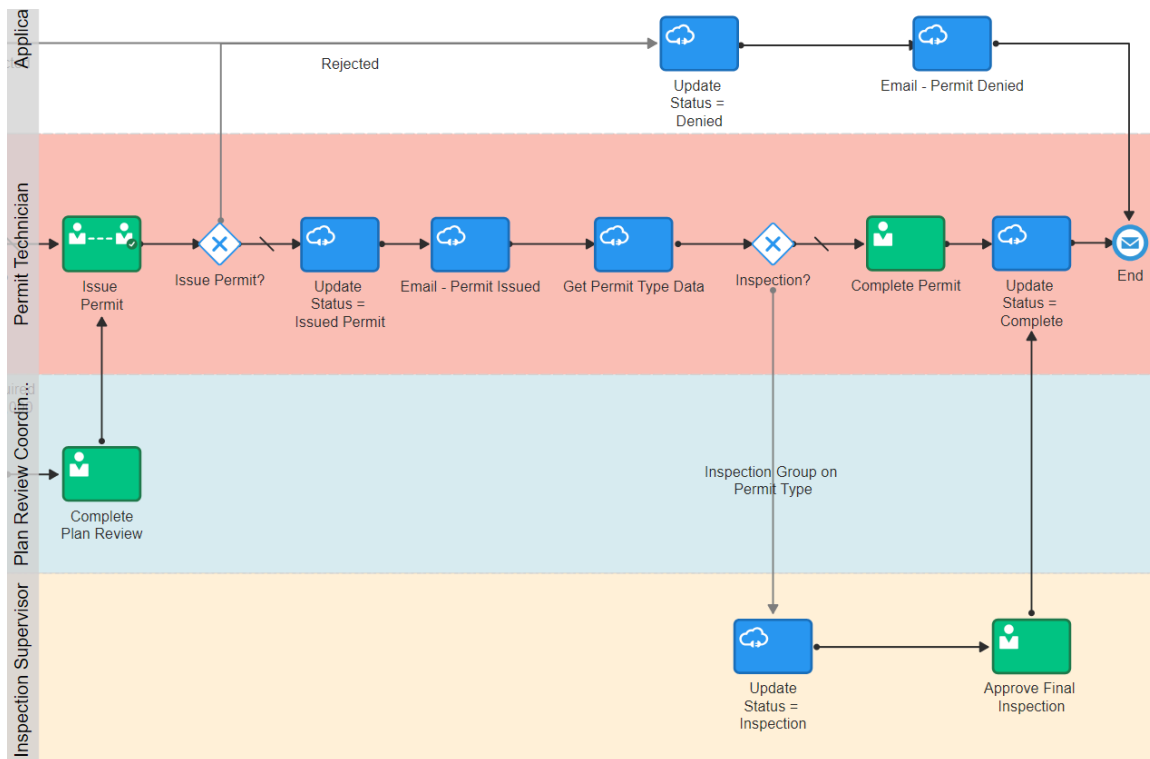 Applica
Rejected
Update
Status =
Denied
Email - Permit Denied
Permit Technician
Issue
Permit
Issue Permit?
Update
Status =
Issued Permit
Email - Permit Issued
Get Permit Type Data
Inspection?
Complete Permit
Update
Status =
Complete
End
Plan Review Coordin...
Complete
Plan Review
Inspection Group on
Permit Type
Inspection Supervisor
Update
Status =
Inspection
Approve Final
Inspection